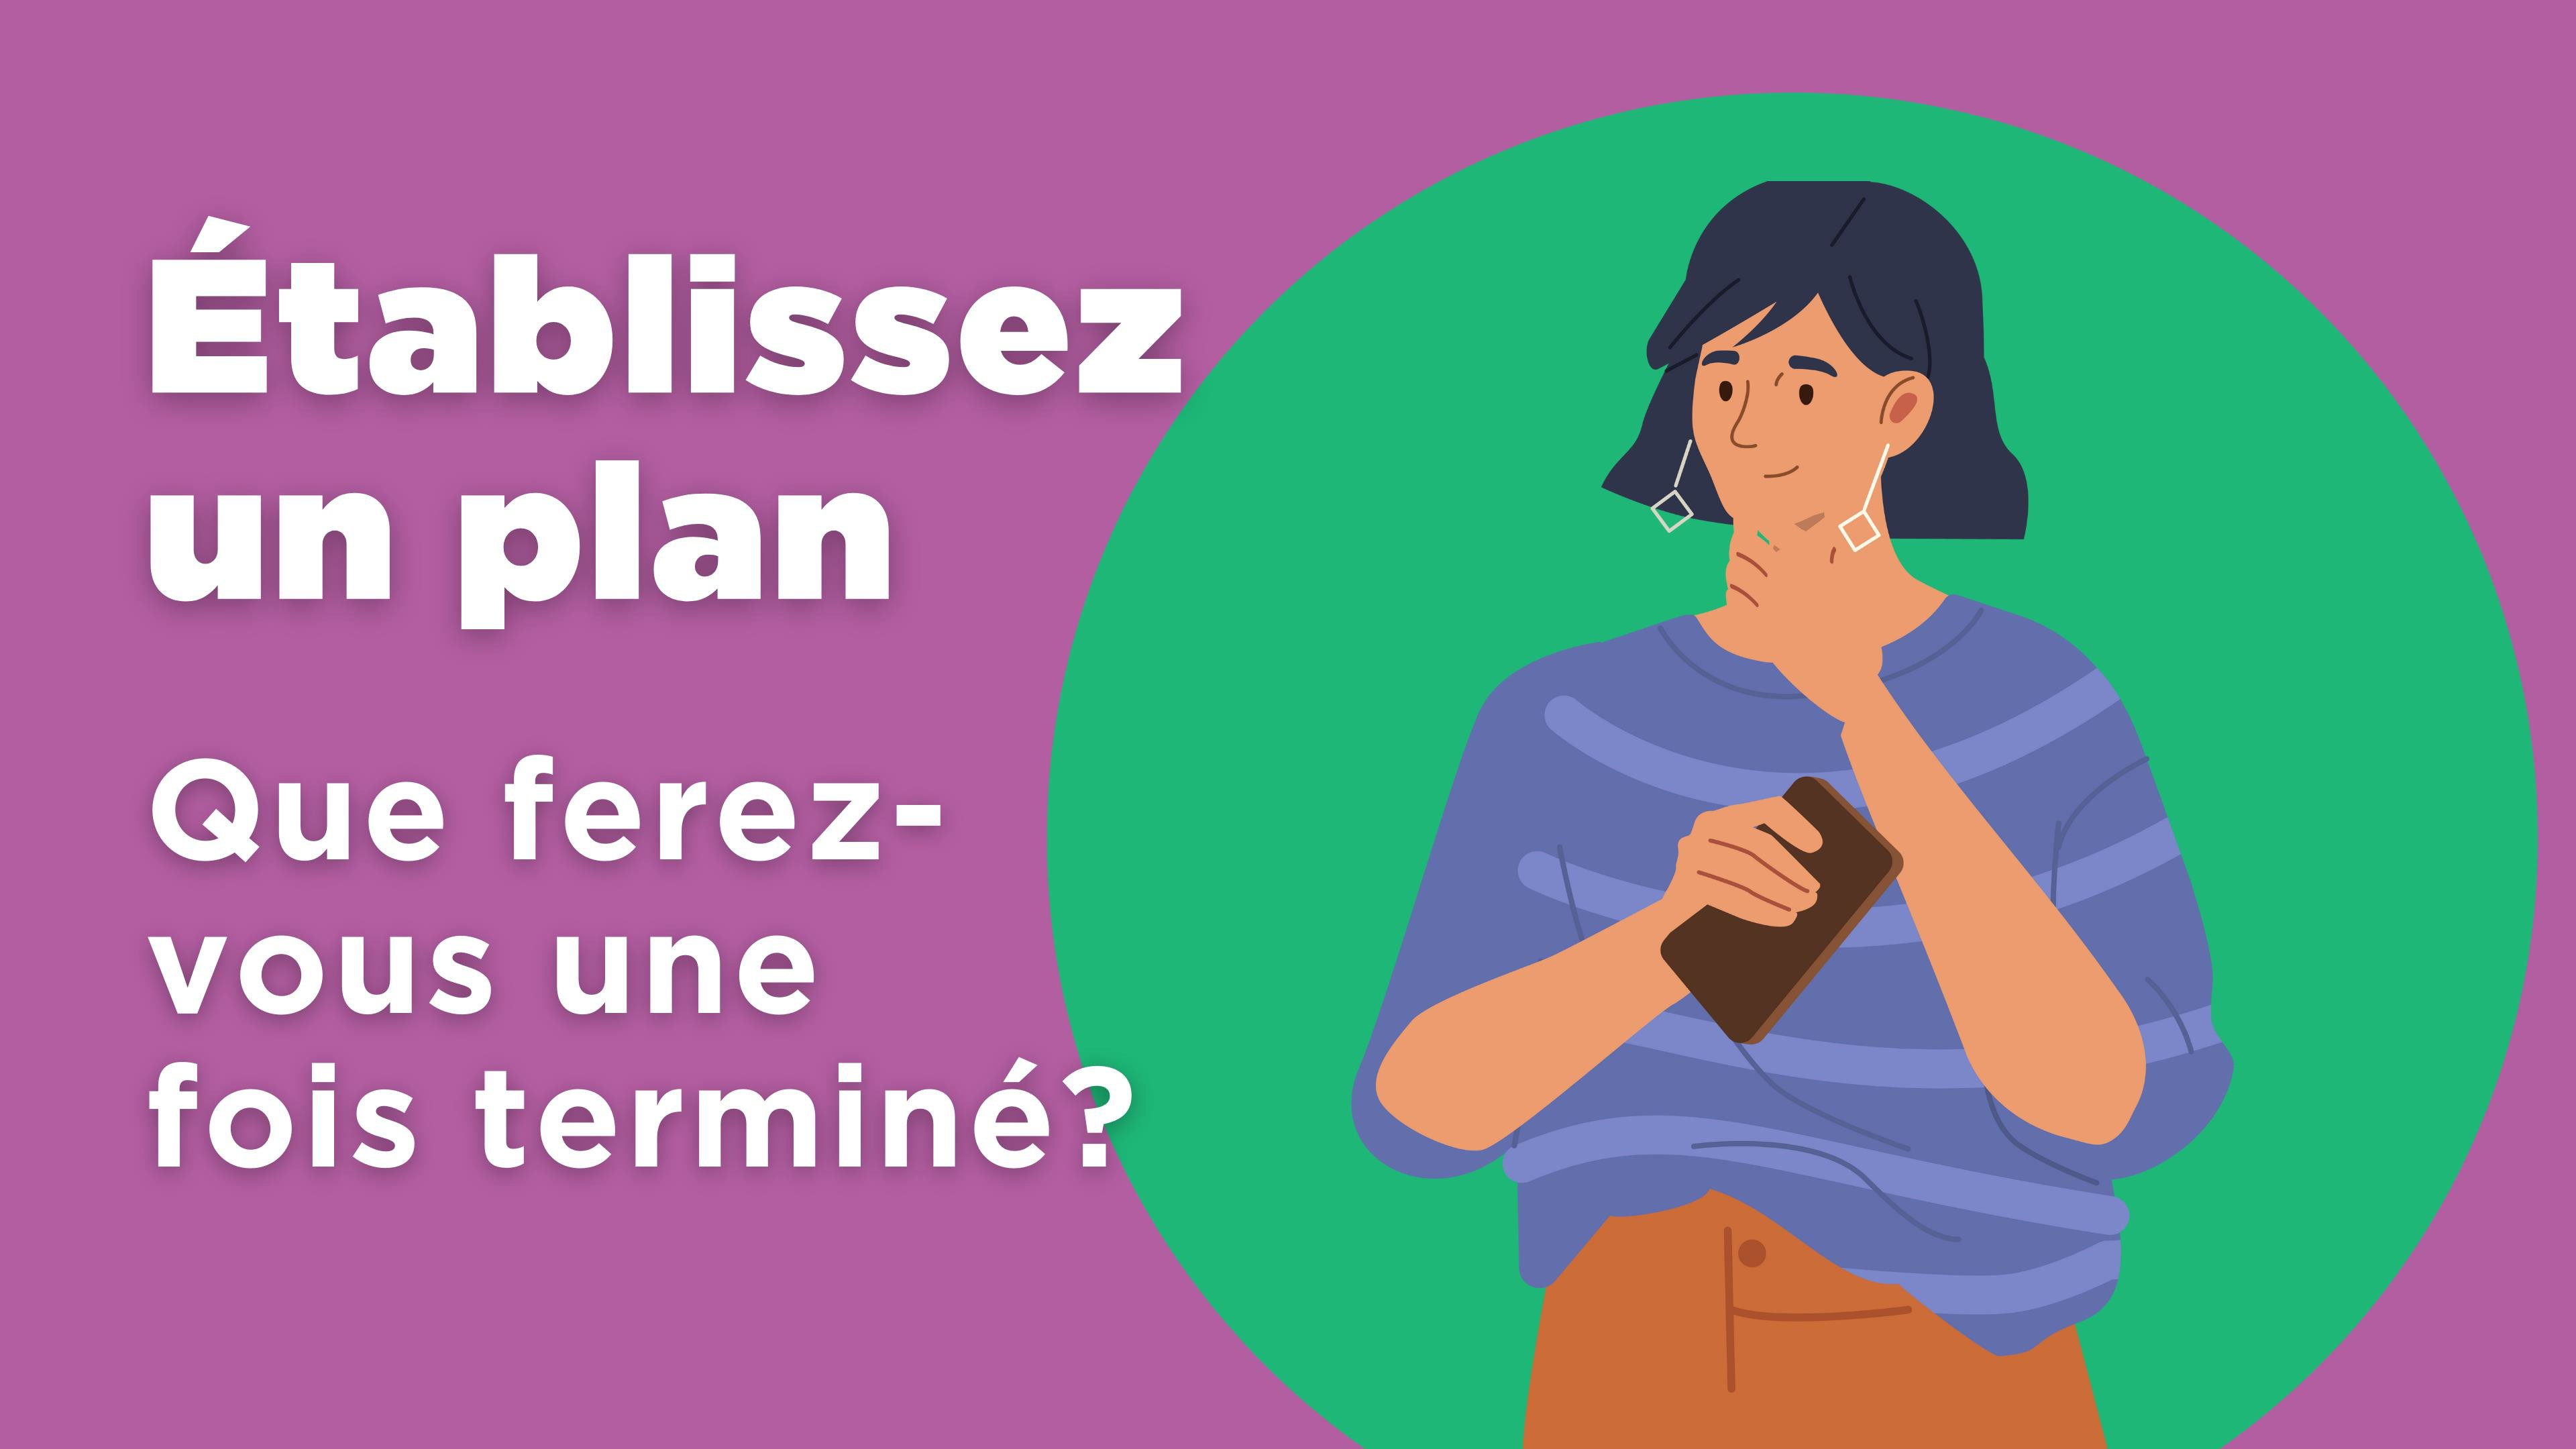 Établissez
un plan
Que ferez-
vous une
fois terminé?